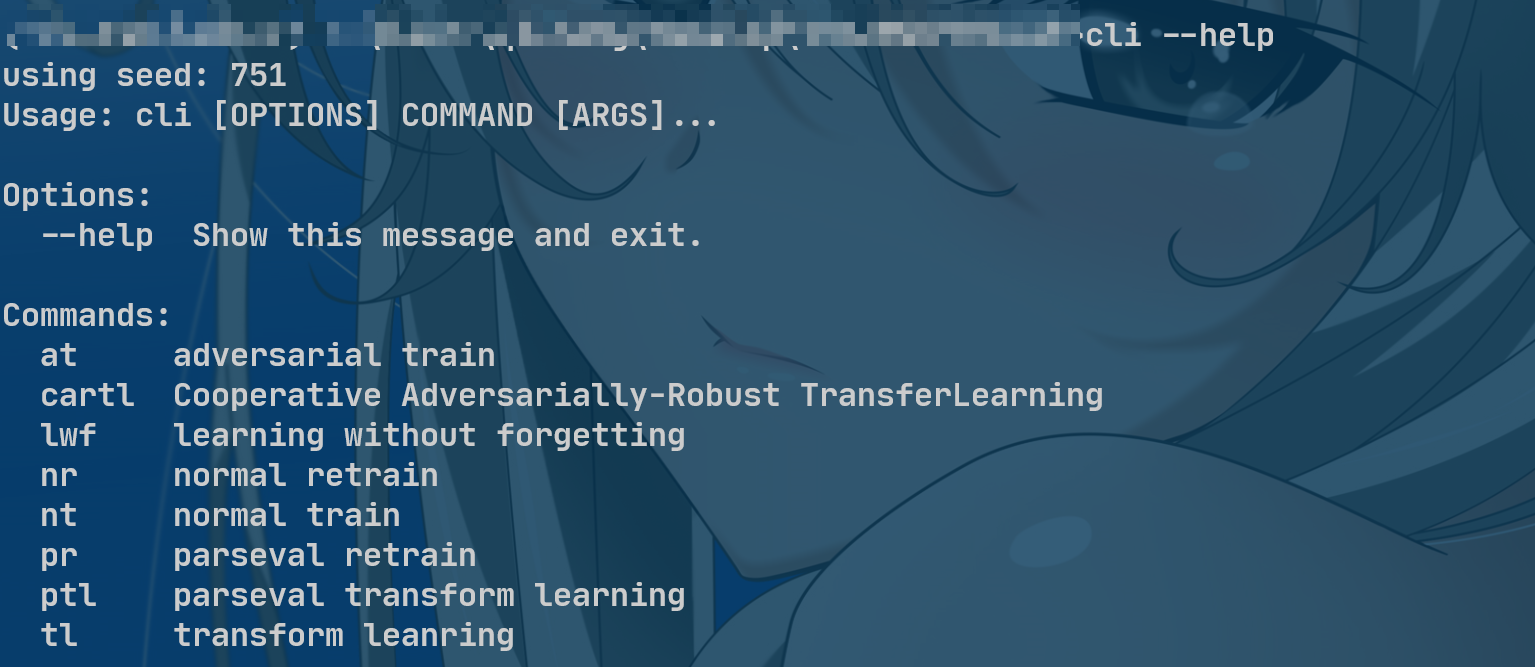 cli --help
using seed: 751
Usage: cli [OPTIONS] COMMAND [ARGS]...
Options:
--help  Show this message and exit.
Commands:
at     adversarial train
cartl  Cooperative Adversarially-Robust TransferLearning
lwf    learning without forgetting
nr     normal retrain
nt     normal train
pr     parseval retrain
ptl    parseval transform learning
tl     transform leanring